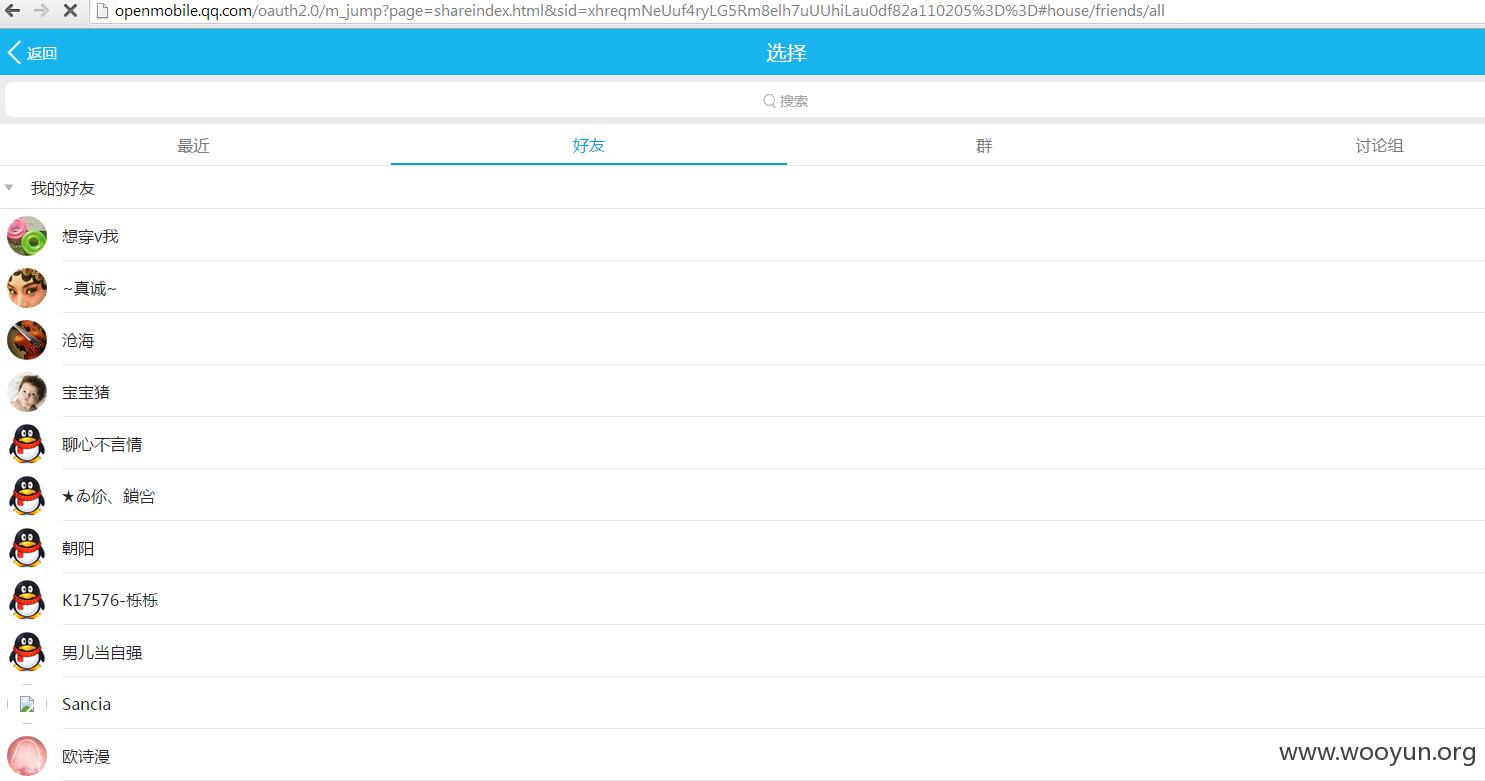 openmobile.qq.com/oauth2.0/m_jump?page=shareindex.html&sid=xhreqmNeUuf4ryLG5Rm8elh7uUUhiLau0df82a110205%3D%3D#house/friends/all
返回
选择
搜索
最近 好友 群 讨论组
我的好友
想穿v我
~真诚~
沧海
宝宝猪
聊心不言情
★ゐ伱、鎖峃
朝阳
K17576-栎栎
男儿当自强
Sancia
欧诗漫
www.wooyun.org